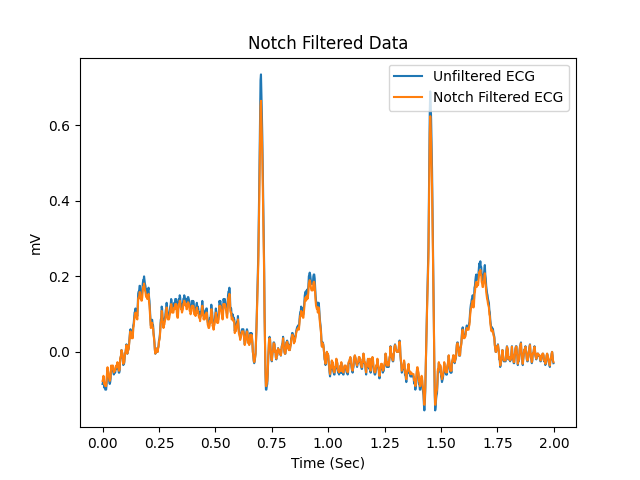 Notch Filtered Data
Unfiltered ECG
Notch Filtered ECG
mV
0.6
0.4
0.2
0.0
0.00 0.25 0.50 0.75 1.00 1.25 1.50 1.75 2.00
Time (Sec)